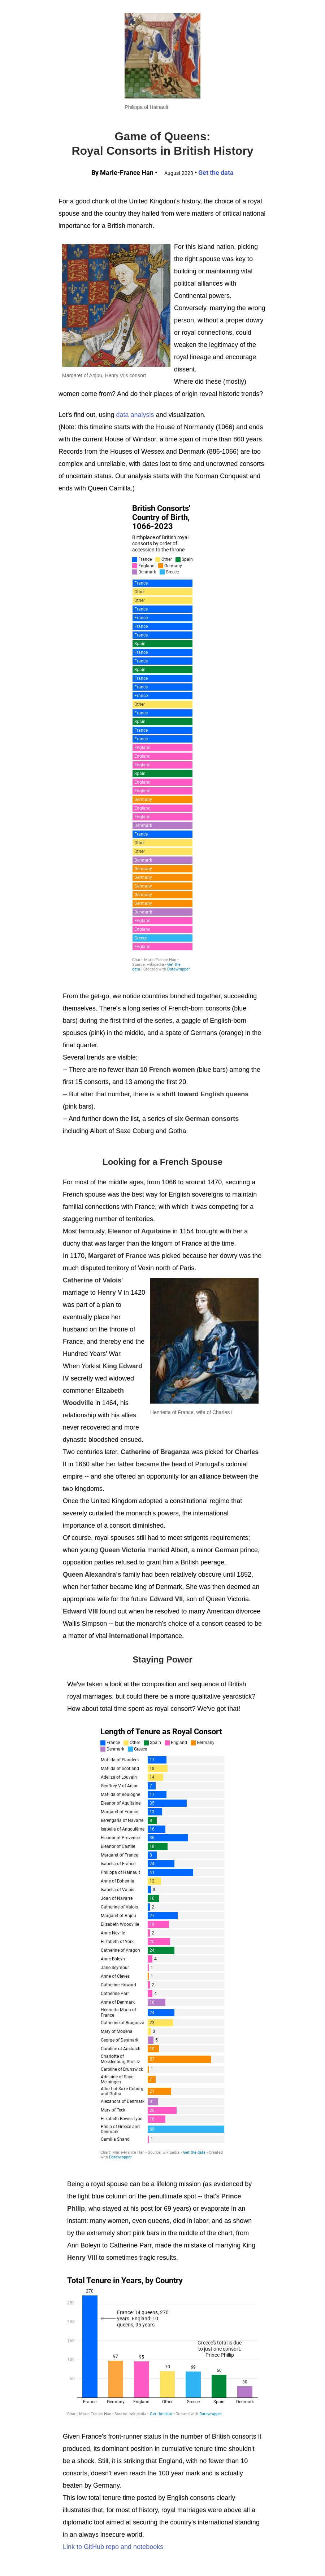 Philippa of Hainault
Game of Queens:
Royal Consorts in British History
By Marie-France Han • August 2023 • Get the data
For a good chunk of the United Kingdom's history, the choice of a royal
spouse and the country they hailed from were matters of critical national
importance for a British monarch.
For this island nation, picking
the right spouse was key to
building or maintaining vital
political alliances with
Continental powers.
Conversely, marrying the wrong
person, without a proper dowry
or royal connections, could
weaken the legitimacy of the
royal lineage and encourage
dissent.
Margaret of Anjou, Henry VI's consort
Where did these (mostly)
women come from? And do their places of origin reveal historic trends?
Let's find out, using data analysis and visualization.
(Note: this timeline starts with the House of Normandy (1066) and ends
with the current House of Windsor, a time span of more than 860 years.
Records from the Houses of Wessex and Denmark (886-1066) are too
complex and unreliable, with dates lost to time and uncrowned consorts
of uncertain status. Our analysis starts with the Norman Conquest and
ends with Queen Camilla.)
British Consorts'
Country of Birth,
1066-2023
Birthplace of British royal
consorts by order of
accession to the throne
France Other Spain
England Germany
Denmark Greece
France
Other
Other
France
France
France
France
Spain
France
France
Spain
France
France
France
Other
France
Spain
France
France
England
England
England
Spain
England
England
Germany
England
England
Denmark
France
Other
Other
Denmark
Germany
Germany
Germany
Germany
Germany
Denmark
England
England
Greece
England
Chart: Marie-France Han •
Source: wikipedia • Get the
data • Created with Datawrapper
From the get-go, we notice countries bunched together, succeeding
themselves. There's a long series of French-born consorts (blue
bars) during the first third of the series, a gaggle of English-born
spouses (pink) in the middle, and a spate of Germans (orange) in the
final quarter.
Several trends are visible:
-- There are no fewer than 10 French women (blue bars) among the
first 15 consorts, and 13 among the first 20.
-- But after that number, there is a shift toward English queens
(pink bars).
-- And further down the list, a series of six German consorts
including Albert of Saxe Coburg and Gotha.
Looking for a French Spouse
For most of the middle ages, from 1066 to around 1470, securing a
French spouse was the best way for English sovereigns to maintain
familial connections with France, with which it was competing for a
staggering number of territories.
Most famously, Eleanor of Aquitaine in 1154 brought with her a
duchy that was larger than the kingom of France at the time.
In 1170, Margaret of France was picked because her dowry was the
much disputed territory of Vexin north of Paris.
Catherine of Valois'
marriage to Henry V in 1420
was part of a plan to
eventually place her
husband on the throne of
France, and thereby end the
Hundred Years' War.
When Yorkist King Edward
IV secretly wed widowed
commoner Elizabeth
Woodville in 1464, his
relationship with his allies
never recovered and more
dynastic bloodshed ensued.
Henrietta of France, wife of Charles I
Two centuries later, Catherine of Braganza was picked for Charles
II in 1660 after her father became the head of Portugal's colonial
empire -- and she offered an opportunity for an alliance between the
two kingdoms.
Once the United Kingdom adopted a constitutional regime that
severely curtailed the monarch's powers, the international
importance of a consort diminished.
Of course, royal spouses still had to meet strigents requirements;
when young Queen Victoria married Albert, a minor German prince,
opposition parties refused to grant him a British peerage.
Queen Alexandra's family had been relatively obscure until 1852,
when her father became king of Denmark. She was then deemed an
appropriate wife for the future Edward VII, son of Queen Victoria.
Edward VIII found out when he resolved to marry American divorcee
Wallis Simpson -- but the monarch's choice of a consort ceased to be
a matter of vital international importance.
Staying Power
We've taken a look at the composition and sequence of British
royal marriages, but could there be a more qualitative yeardstick?
How about total time spent as royal consort? We've got that!
Length of Tenure as Royal Consort
France Other Spain England Germany
Denmark Greece
Matilda of Flanders 17
Matilda of Scotland 18
Adeliza of Louvain 14
Geoffrey V of Anjou 7
Matilda of Boulogne 17
Eleanor of Aquitaine 35
Margaret of France 13
Berengaria of Navarre 8
Isabella of Angoulême 16
Eleanor of Provence 36
Eleanor of Castile 18
Margaret of France 8
Isabella of France 24
Philippa of Hainault 41
Anne of Bohemia 12
Isabella of Valois 3
Joan of Navarre 10
Catherine of Valois 2
Margaret of Anjou 27
Elizabeth Woodville 19
Anne Neville 2
Elizabeth of York
Catherine of Aragon 24
Anne Boleyn 4
Jane Seymour 1
Anne of Cleves 1
Catherine Howard 2
Catherine Parr 4
Anne of Denmark
Henrietta Maria of
France 24
Catherine of Braganza 23
Mary of Modena 3
George of Denmark 5
Caroline of Ansbach 10
Charlotte of
Mecklenburg-Strelitz 57
Caroline of Brunswick 1
Adelaide of Saxe-
Meiningen 7
Albert of Saxe-Coburg
and Gotha 21
Alexandra of Denmark 9
Mary of Teck
Elizabeth Bowes-Lyon
Philip of Greece and
Denmark 69
Camilla Shand 1
Chart: Marie-France Han • Source: wikipedia • Get the data • Created
with Datawrapper
Being a royal spouse can be a lifelong mission (as evidenced by
the light blue column on the penultimate spot -- that's Prince
Philip, who stayed at his post for 69 years) or evaporate in an
instant: many women, even queens, died in labor, and as shown
by the extremely short pink bars in the middle of the chart, from
Ann Boleyn to Catherine Parr, made the mistake of marrying King
Henry VIII to sometimes tragic results.
Total Tenure in Years, by Country
270
250
200
150
100
50
France: 14 queens, 270
years. England: 10
queens, 95 years
Greece's total is due
to just one consort,
Prince Phillip
97
95
70
69
60
30
France Germany England Other Greece Spain Denmark
Chart: Marie-France Han • Source: wikipedia • Get the data • Created with Datawrapper
Given France's front-runner status in the number of British consorts it
produced, its dominant position in cumulative tenure time shouldn't
be a shock. Still, it is striking that England, with no fewer than 10
consorts, doesn't even reach the 100 year mark and is actually
beaten by Germany.
This low total tenure time posted by English consorts clearly
illustrates that, for most of history, royal marriages were above all a
diplomatic tool aimed at securing the country's international standing
in an always insecure world.
Link to GitHub repo and notebooks